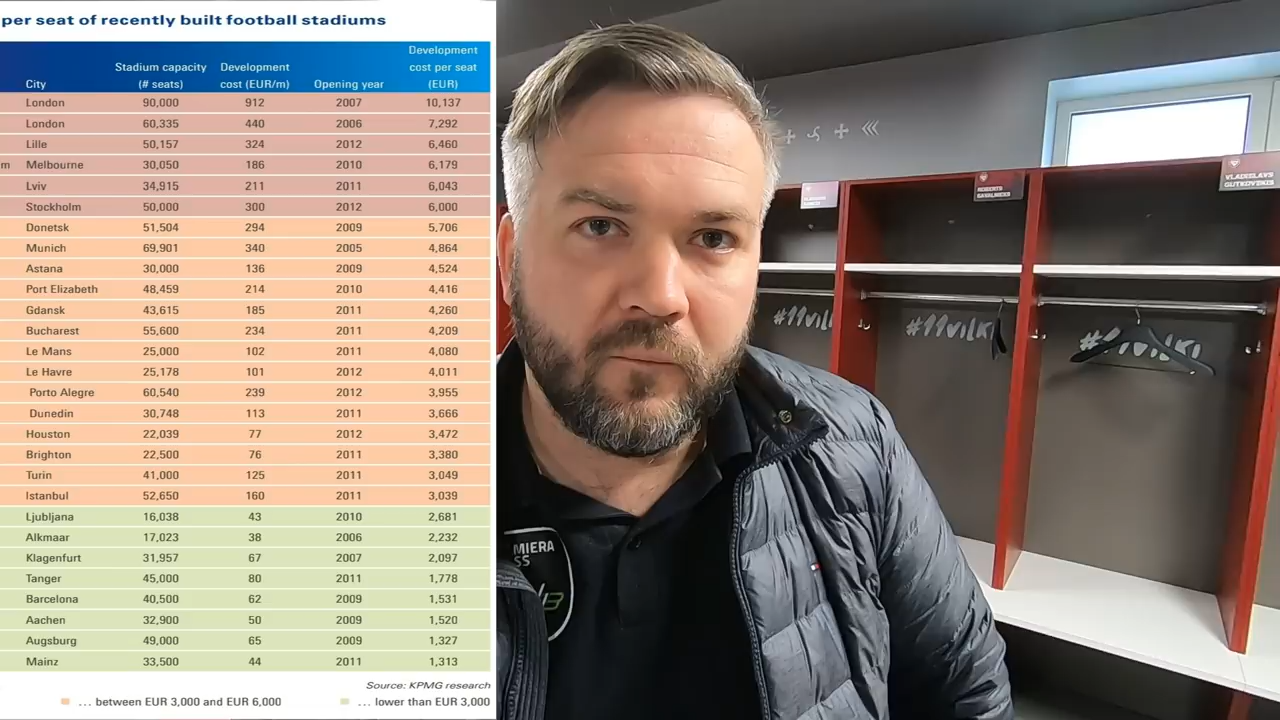 per seat of recently built football stadiums
Development
Stadium capacity Development cost per seat
City (# seats) cost (EUR/m) Opening year (EUR)
London 90,000 912 2007 10,137
London 60,335 440 2006 7,292
Lille 50,157 324 2012 6,460
m Melbourne 30,050 186 2010 6,179
Lviv 34,915 211 2011 6,043
Stockholm 50,000 300 2012 6,000
Donetsk 51,504 294 2009 5,706
Munich 69,901 340 2005 4,864
Astana 30,000 136 2009 4,524
Port Elizabeth 48,459 214 2010 4,416
Gdansk 43,615 185 2011 4,260
Bucharest 55,600 234 2011 4,209
Le Mans 25,000 102 2011 4,080
Le Havre 25,178 101 2012 4,011
Porto Alegre 60,540 239 2012 3,955
Dunedin 30,748 113 2011 3,666
Houston 22,039 77 2012 3,472
Brighton 22,500 76 2011 3,380
Turin 41,000 125 2011 3,049
Istanbul 52,650 160 2011 3,039
Ljubljana 16,038 43 2010 2,681
Alkmaar 17,023 38 2006 2,232
Klagenfurt 31,957 67 2007 2,097
Tanger 45,000 80 2011 1,778
Barcelona 40,500 62 2009 1,531
Aachen 32,900 50 2009 1,520
Augsburg 49,000 65 2009 1,327
Mainz 33,500 44 2011 1,313
Source: KPMG research
... between EUR 3,000 and EUR 6,000 ... lower than EUR 3,000
VLADISLAVS
GUTKOVSKIS
ROBERTS
#11vilki
#11vilki
#11vilki
MIERA
SS